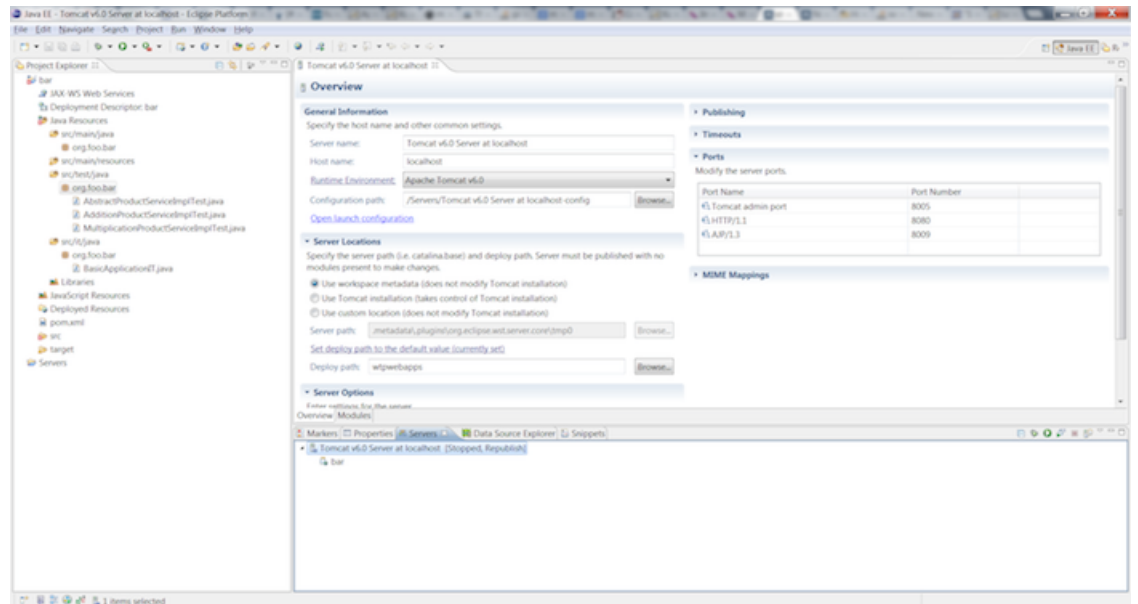 Java EE - Tomcat v6.0 Server at localhost - Eclipse Platform
File Edit Navigate Search Project Run Window Help
Java EE
Project Explorer
bar
JAX-WS Web Services
Deployment Descriptor: bar
Java Resources
src/main/java
org.foo.bar
src/main/resources
src/test/java
org.foo.bar
AbstractProductServiceImplTest.java
AdditionProductServiceImplTest.java
MultiplicationProductServiceImplTest.java
src/it/java
org.foo.bar
BasicApplicationIT.java
Libraries
JavaScript Resources
Deployed Resources
pom.xml
src
target
Servers
Tomcat v6.0 Server at localhost
Overview
General Information
Specify the host name and other common settings.
Server name: Tomcat v6.0 Server at localhost
Host name: localhost
Runtime Environment: Apache Tomcat v6.0
Configuration path: /Servers/Tomcat v6.0 Server at localhost-config Browse...
Open launch configuration
Server Locations
Specify the server path (i.e. catalina.base) and deploy path. Server must be published with no
modules present to make changes.
Use workspace metadata (does not modify Tomcat installation)
Use Tomcat installation (takes control of Tomcat installation)
Use custom location (does not modify Tomcat installation)
Server path: .metadata\.plugins\org.eclipse.wst.server.core\tmp0 Browse...
Set deploy path to the default value (currently set)
Deploy path: wtpwebapps Browse...
Server Options
Enter settings for the server.
Overview Modules
Publishing
Timeouts
Ports
Modify the server ports.
Port Name Port Number
Tomcat admin port 8005
HTTP/1.1 8080
AJP/1.3 8009
MIME Mappings
Markers Properties Servers Data Source Explorer Snippets
Tomcat v6.0 Server at localhost [Stopped, Republish]
bar
1 items selected